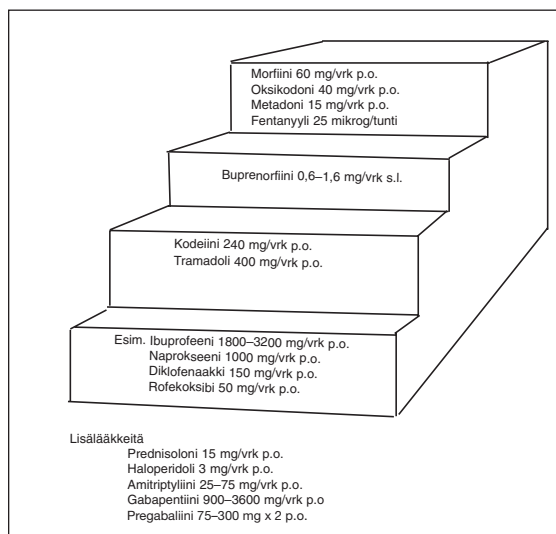 Morfiini 60 mg/vrk p.o.
Oksikodoni 40 mg/vrk p.o.
Metadoni 15 mg/vrk p.o.
Fentanyyli 25 mikrog/tunti
Buprenorfiini 0,6–1,6 mg/vrk s.l.
Kodeiini 240 mg/vrk p.o.
Tramadoli 400 mg/vrk p.o.
Esim. Ibuprofeeni 1800–3200 mg/vrk p.o.
Naprokseeni 1000 mg/vrk p.o.
Diklofenaakki 150 mg/vrk p.o.
Rofekoksibi 50 mg/vrk p.o.
Lisälääkkeitä
Prednisoloni 15 mg/vrk p.o.
Haloperidoli 3 mg/vrk p.o.
Amitriptyliini 25–75 mg/vrk p.o.
Gabapentiini 900–3600 mg/vrk p.o
Pregabaliini 75–300 mg x 2 p.o.